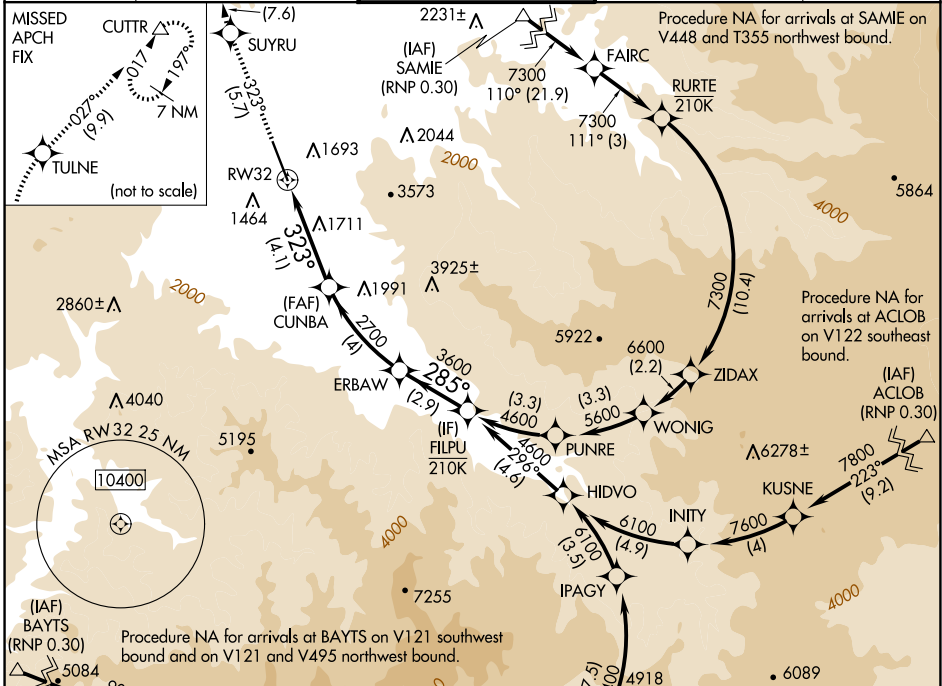 MISSED
APCH
FIX
CUTTR
017
197°
7 NM
027°
(9.9)
TULNE
(not to scale)
(7.6)
SUYRU
323°
(5.7)
2231±
(IAF)
SAMIE
(RNP 0.30)
7300
110° (21.9)
FAIRC
7300
111° (3)
RURTE
210K
Procedure NA for arrivals at SAMIE on
V448 and T355 northwest bound.
1693
2044
2000
3573
5864
4000
RW32
1464
1711
323°
(4.1)
3925±
1991
(FAF)
CUNBA
2000
2860±
7300
(10.4)
Procedure NA for
arrivals at ACLOB
on V122 southeast
bound.
2700
(4)
5922
6600
(2.2)
ZIDAX
ERBAW
3600
285°
(2.9)
(IAF)
ACLOB
(RNP 0.30)
(3.3)
4600
(3.3)
5600
WONIG
PUNRE
(IF)
FILPU
210K
4040
5195
MSA RW 32 25 NM
10400
4600
296°
(4.6)
HIDVO
6278±
7800
223°
(9.2)
KUSNE
INITY
7600
(4)
6100
(4.9)
6100
(3.5)
IPAGY
4000
7255
4000
(IAF)
BAYTS
(RNP 0.30)
Procedure NA for arrivals at BAYTS on V121 southwest
bound and on V121 and V495 northwest bound.
5084
4918
6089